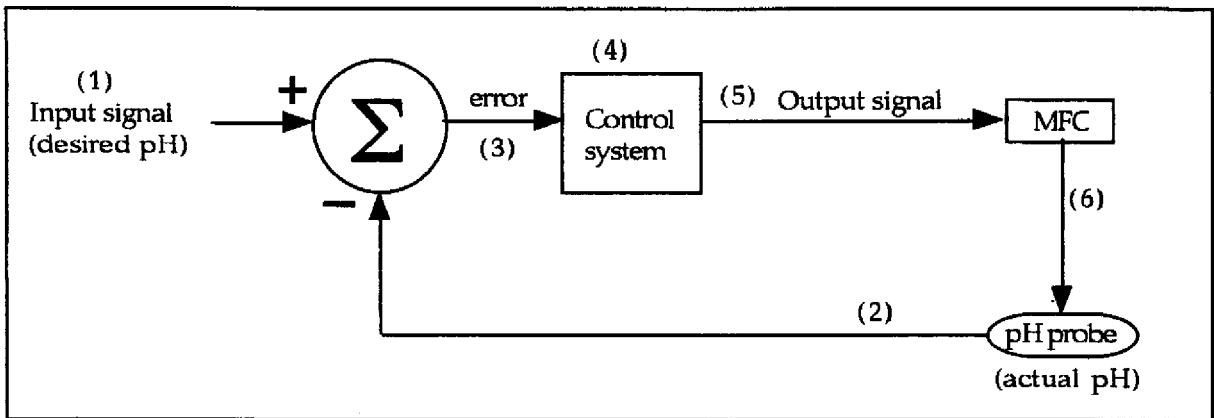 (1)
Input signal
(desired pH)
+
Σ
−
error
(3)
(4)
Control
system
(5)
Output signal
MFC
(6)
(2)
pH probe
(actual pH)